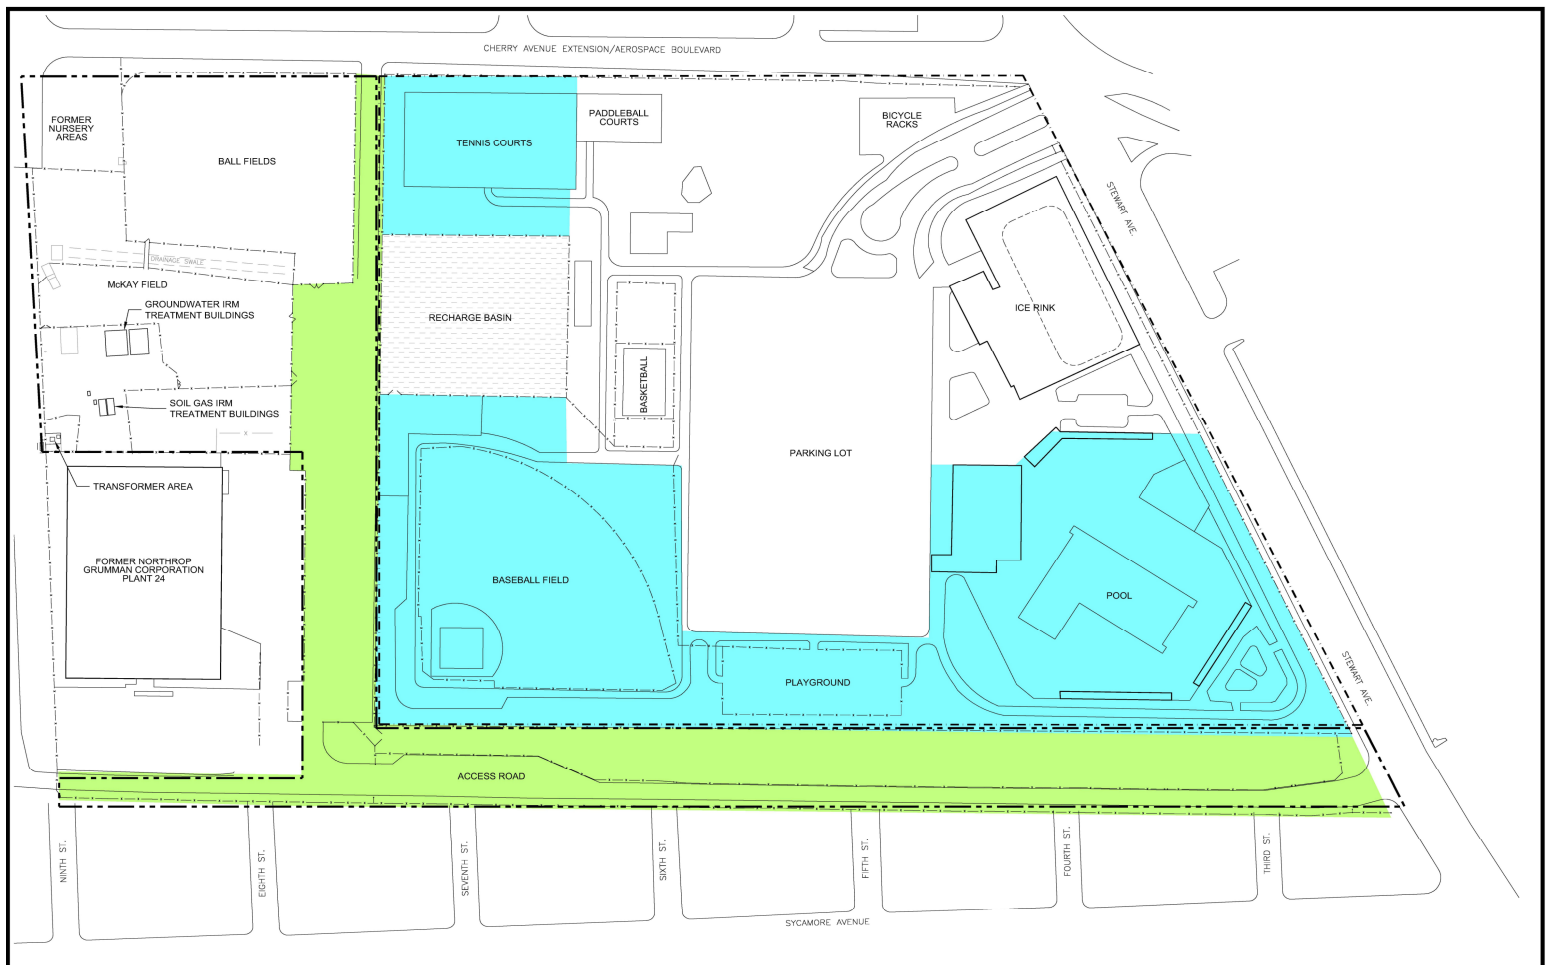 CHERRY AVENUE EXTENSION/AEROSPACE BOULEVARD
FORMER
NURSERY
AREAS
BALL FIELDS
TENNIS COURTS
PADDLEBALL
COURTS
BICYCLE
RACKS
STEWART AVE.
DRAINAGE SWALE
McKAY FIELD
GROUNDWATER IRM
TREATMENT BUILDINGS
RECHARGE BASIN
ICE RINK
BASKETBALL
SOIL GAS IRM
TREATMENT BUILDINGS
PARKING LOT
TRANSFORMER AREA
FORMER NORTHROP
GRUMMAN CORPORATION
PLANT 24
BASEBALL FIELD
POOL
PLAYGROUND
STEWART AVE.
ACCESS ROAD
NINTH ST.
EIGHTH ST.
SEVENTH ST.
SIXTH ST.
FIFTH ST.
FOURTH ST.
THIRD ST.
SYCAMORE AVENUE